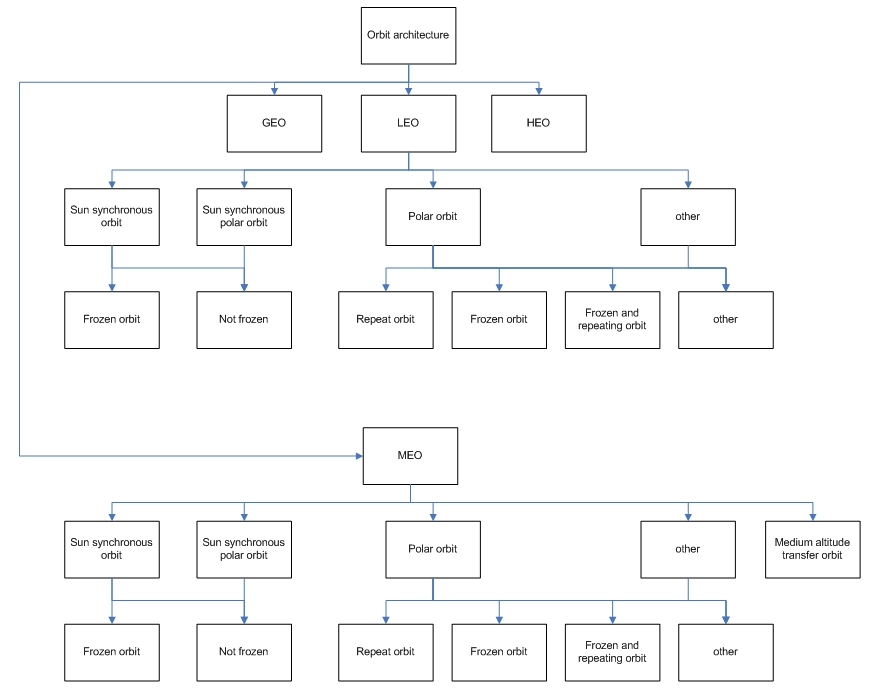 Orbit architecture
GEO
LEO
HEO
Sun synchronous
orbit
Sun synchronous
polar orbit
Polar orbit
other
Frozen orbit
Not frozen
Repeat orbit
Frozen orbit
Frozen and
repeating orbit
other
MEO
Sun synchronous
orbit
Sun synchronous
polar orbit
Polar orbit
other
Medium altitude
transfer orbit
Frozen orbit
Not frozen
Repeat orbit
Frozen orbit
Frozen and
repeating orbit
other